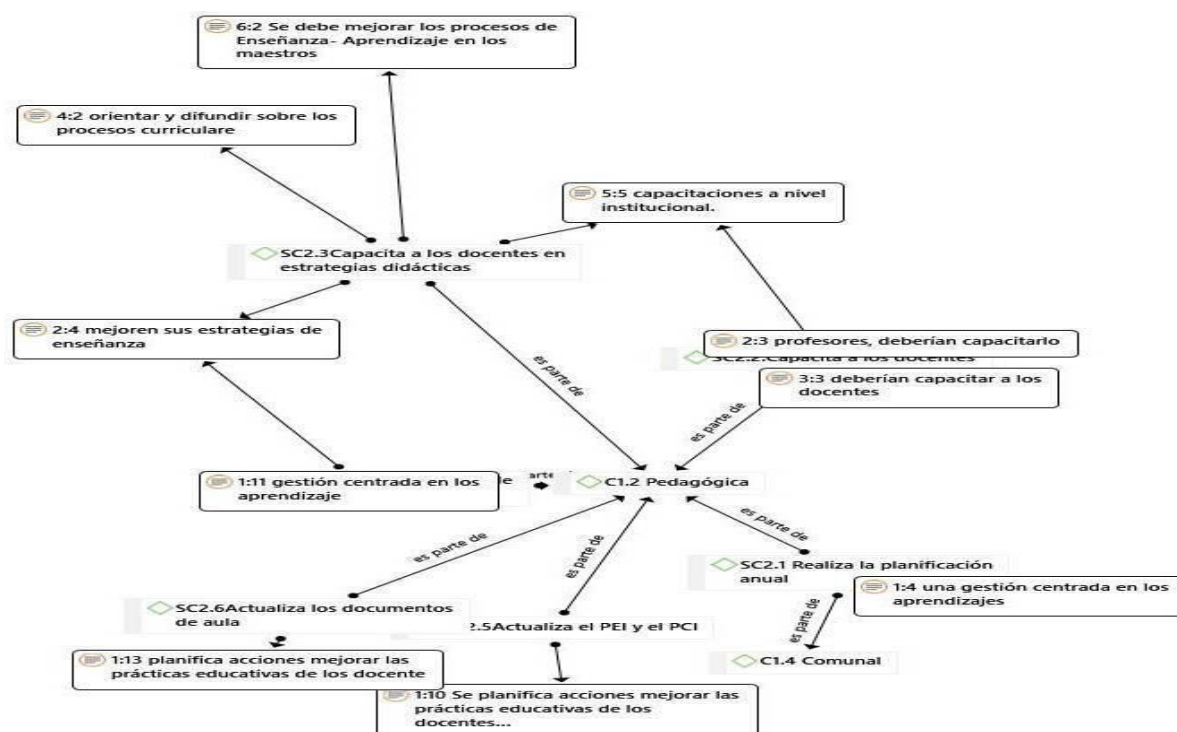 6:2 Se debe mejorar los procesos de
Enseñanza- Aprendizaje en los
maestros
4:2 orientar y difundir sobre los
procesos curriculare
5:5 capacitaciones a nivel
institucional.
SC2.3Capacita a los docentes en
estrategias didácticas
2:4 mejoren sus estrategias de
enseñanza
2:3 profesores, deberían capacitarlo
SC2.2.Capacita a los docentes
3:3 deberían capacitar a los
docentes
es parte de
es parte de
1:11 gestión centrada en los
aprendizaje
C1.2 Pedagógica
es parte de
es parte de
es parte de
SC2.1 Realiza la planificación
anual
1:4 una gestión centrada en los
aprendizajes
SC2.6Actualiza los documentos
de aula
2.5Actualiza el PEI y el PCI
es parte de
C1.4 Comunal
1:13 planifica acciones mejorar las
prácticas educativas de los docente
1:10 Se planifica acciones mejorar las
prácticas educativas de los
docentes...